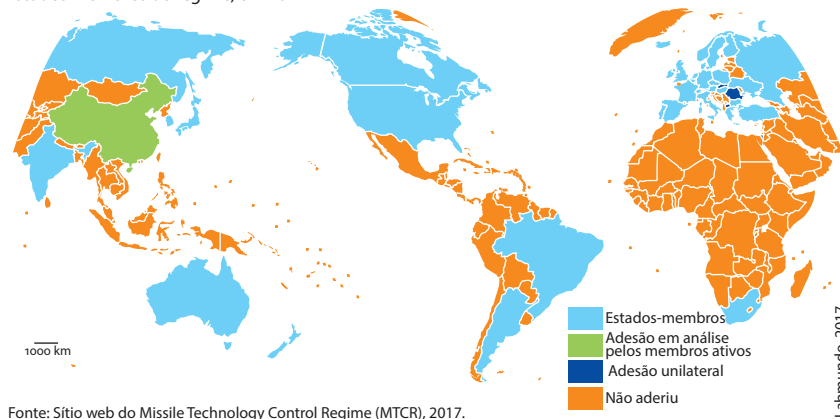 1000 km
Estados-membros
Adesão em análise
pelos membros ativos
Adesão unilateral
Não aderiu
Fonte: Sítio web do Missile Technology Control Regime (MTCR), 2017.
2017